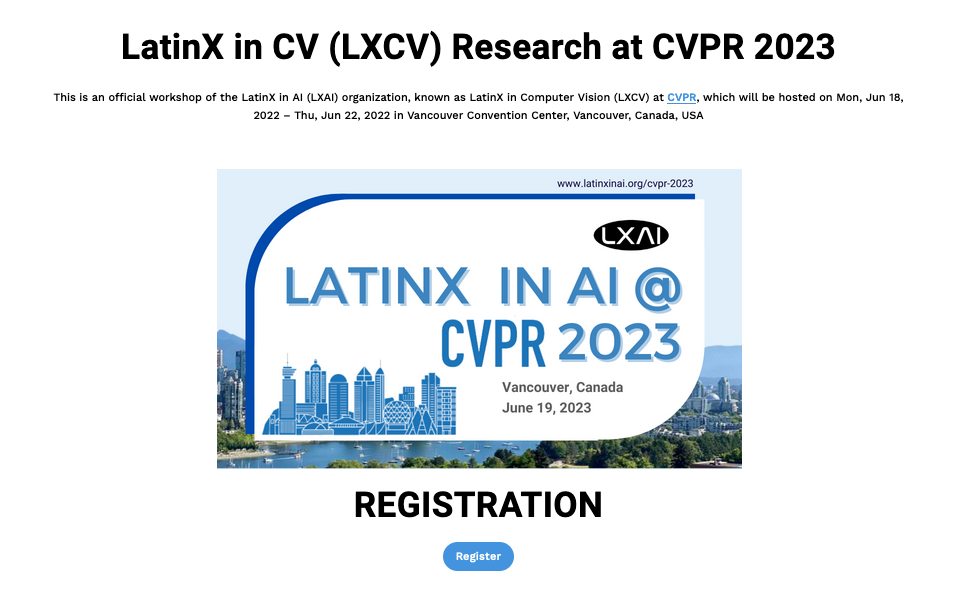 LatinX in CV (LXCV) Research at CVPR 2023
This is an official workshop of the LatinX in AI (LXAI) organization, known as LatinX in Computer Vision (LXCV) at CVPR, which will be hosted on Mon, Jun 18,
2022 – Thu, Jun 22, 2022 in Vancouver Convention Center, Vancouver, Canada, USA
www.latinxinai.org/cvpr-2023
LXAI
LATINX IN AI @
CVPR 2023
Vancouver, Canada
June 19, 2023
REGISTRATION
Register